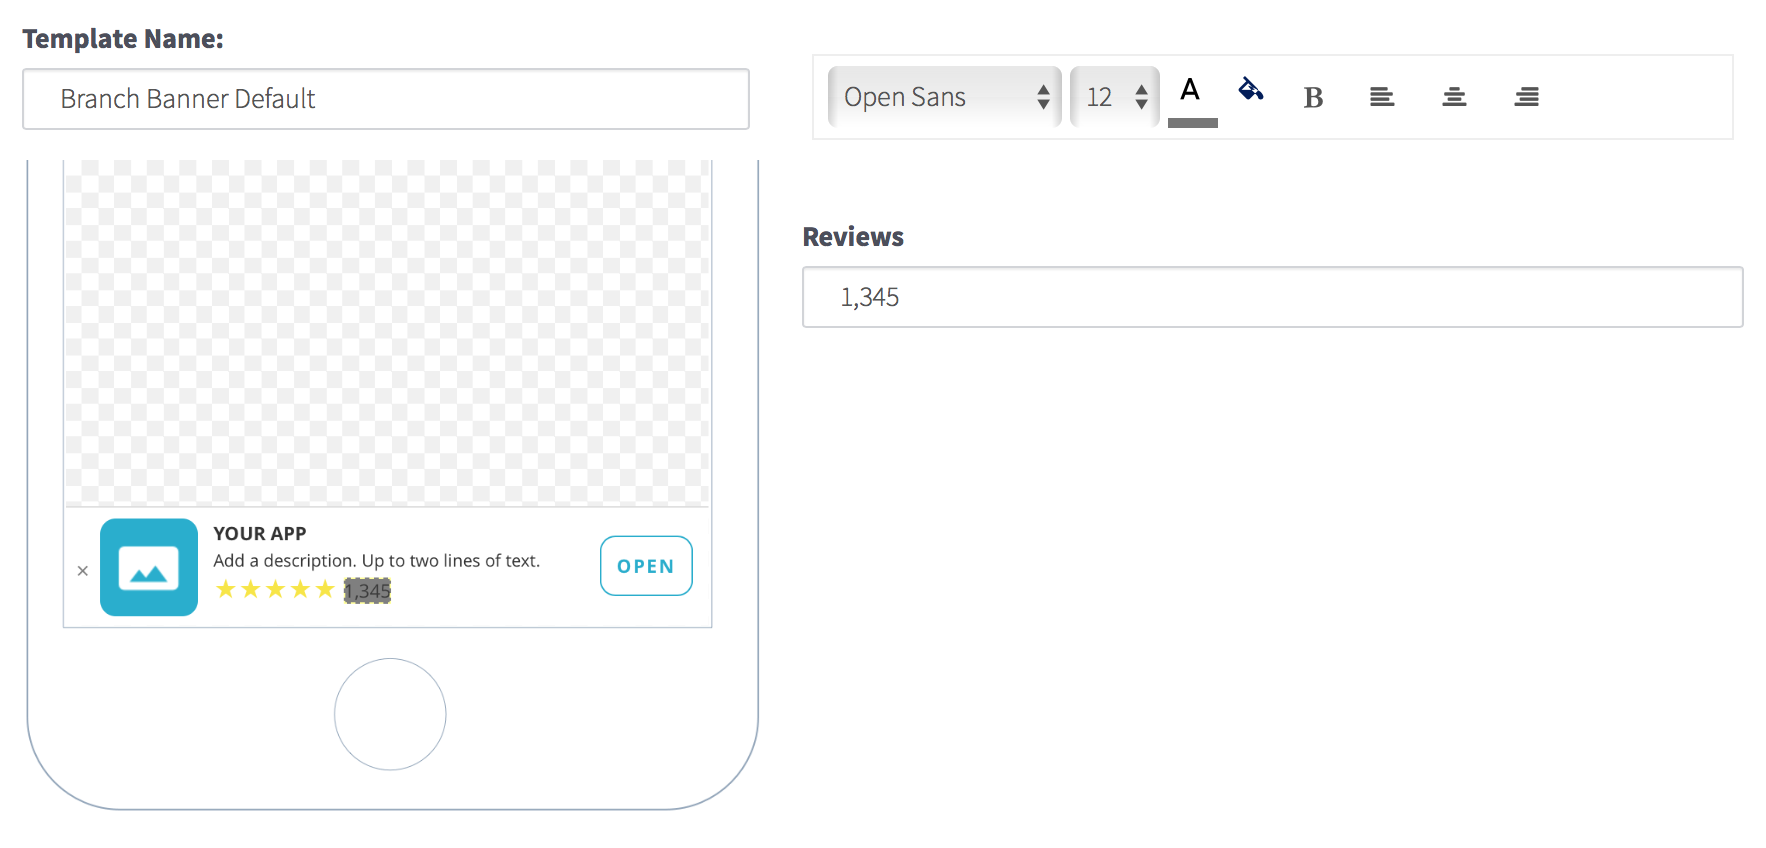 Template Name:
Branch Banner Default
Open Sans
12
A
B
Reviews
1,345
YOUR APP
Add a description. Up to two lines of text.
1,345
OPEN